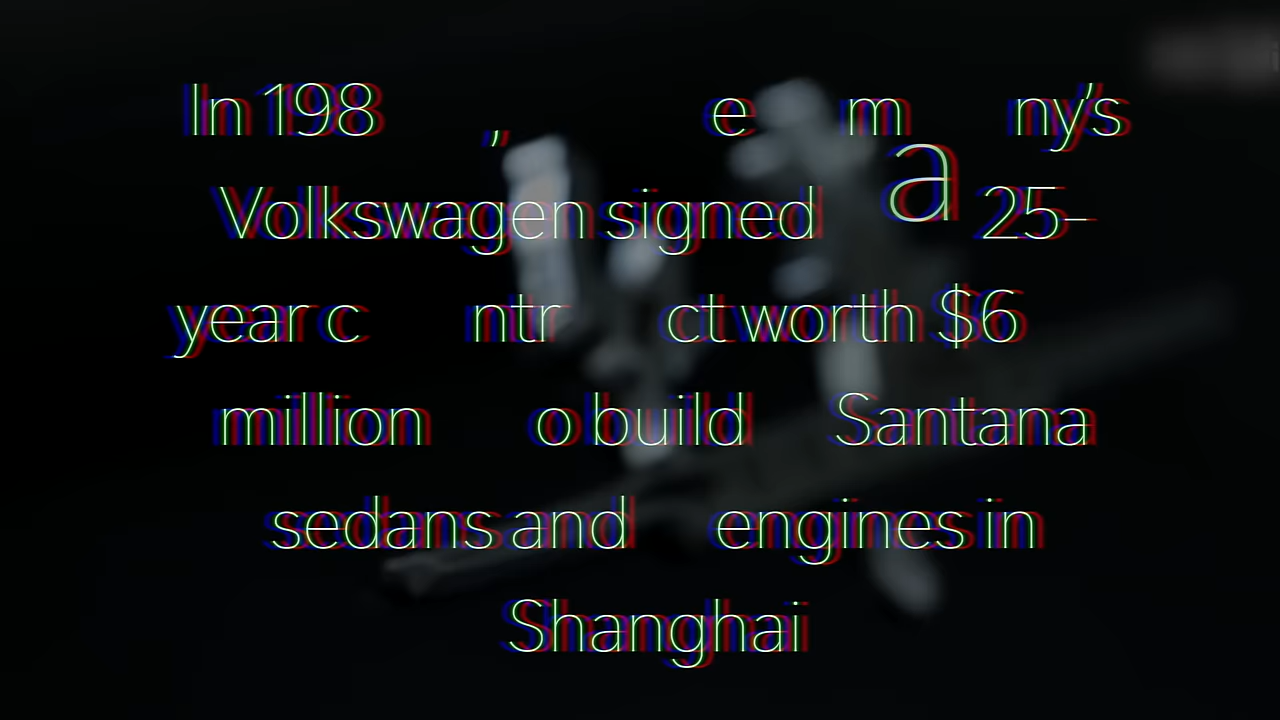 In 198 , e m ny's
Volkswagen signed a 25-
year c ntr ct worth $6
million o build Santana
sedans and engines in
Shanghai